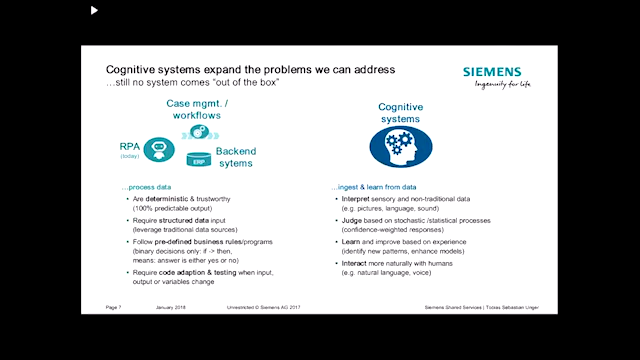 Cognitive systems expand the problems we can address
…still no system comes “out of the box”
SIEMENS
Ingenuity for life
Case mgmt. /
workflows
RPA
(today)
ERP
Backend
sytems
Cognitive
systems
…process data
• Are deterministic & trustworthy
(100% predictable output)
• Require structured data input
(leverage traditional data sources)
• Follow pre-defined business rules/programs
(binary decisions only: if -> then,
means: answer is either yes or no)
• Require code adaption & testing when input,
output or variables change
…ingest & learn from data
• Interpret sensory and non-traditional data
(e.g. pictures, language, sound)
• Judge based on stochastic /statistical processes
(confidence-weighted responses)
• Learn and improve based on experience
(identify new patterns, enhance models)
• Interact more naturally with humans
(e.g. natural language, voice)
Page 7
January 2018
Unrestricted © Siemens AG 2017
Siemens Shared Services | Tobias Sebastian Unger